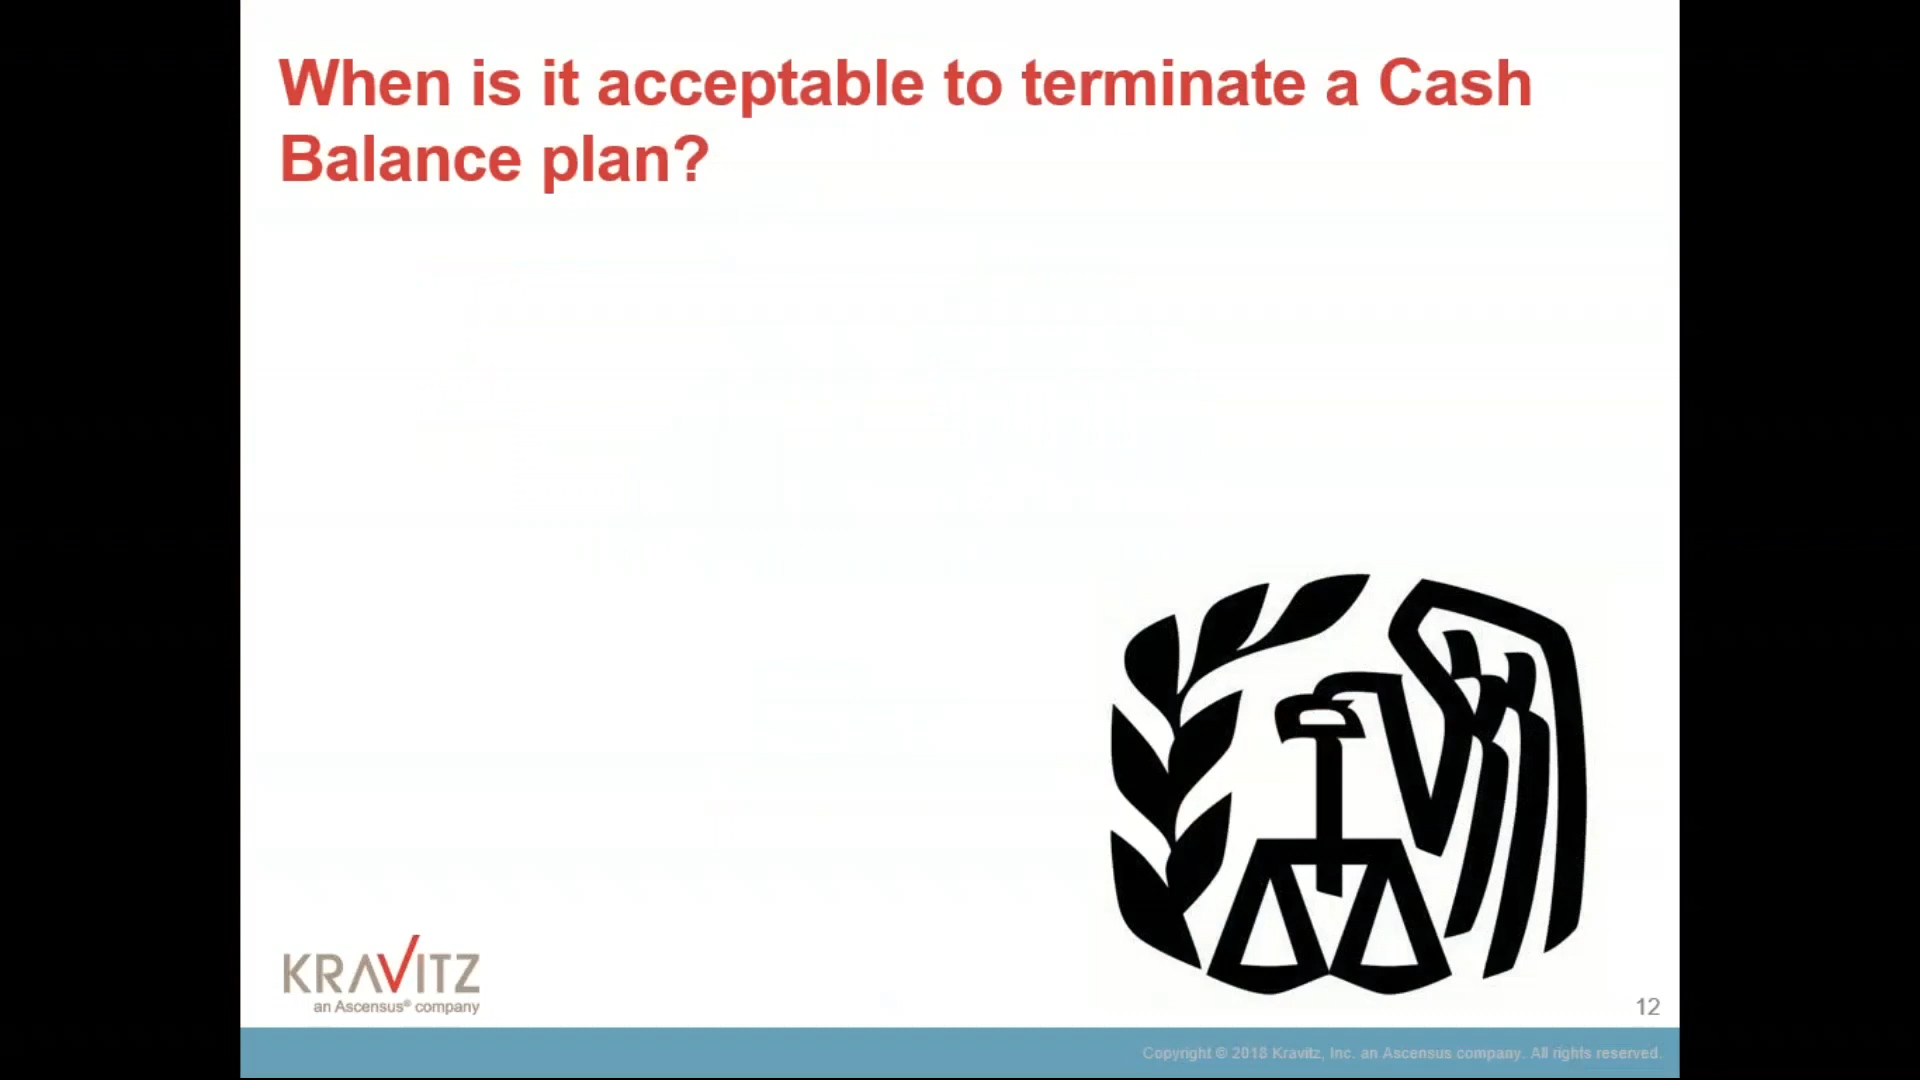 When is it acceptable to terminate a Cash
Balance plan?
KRAVITZ
an Ascensus® company
12
Copyright © 2018 Kravitz, Inc. an Ascensus company. All rights reserved.